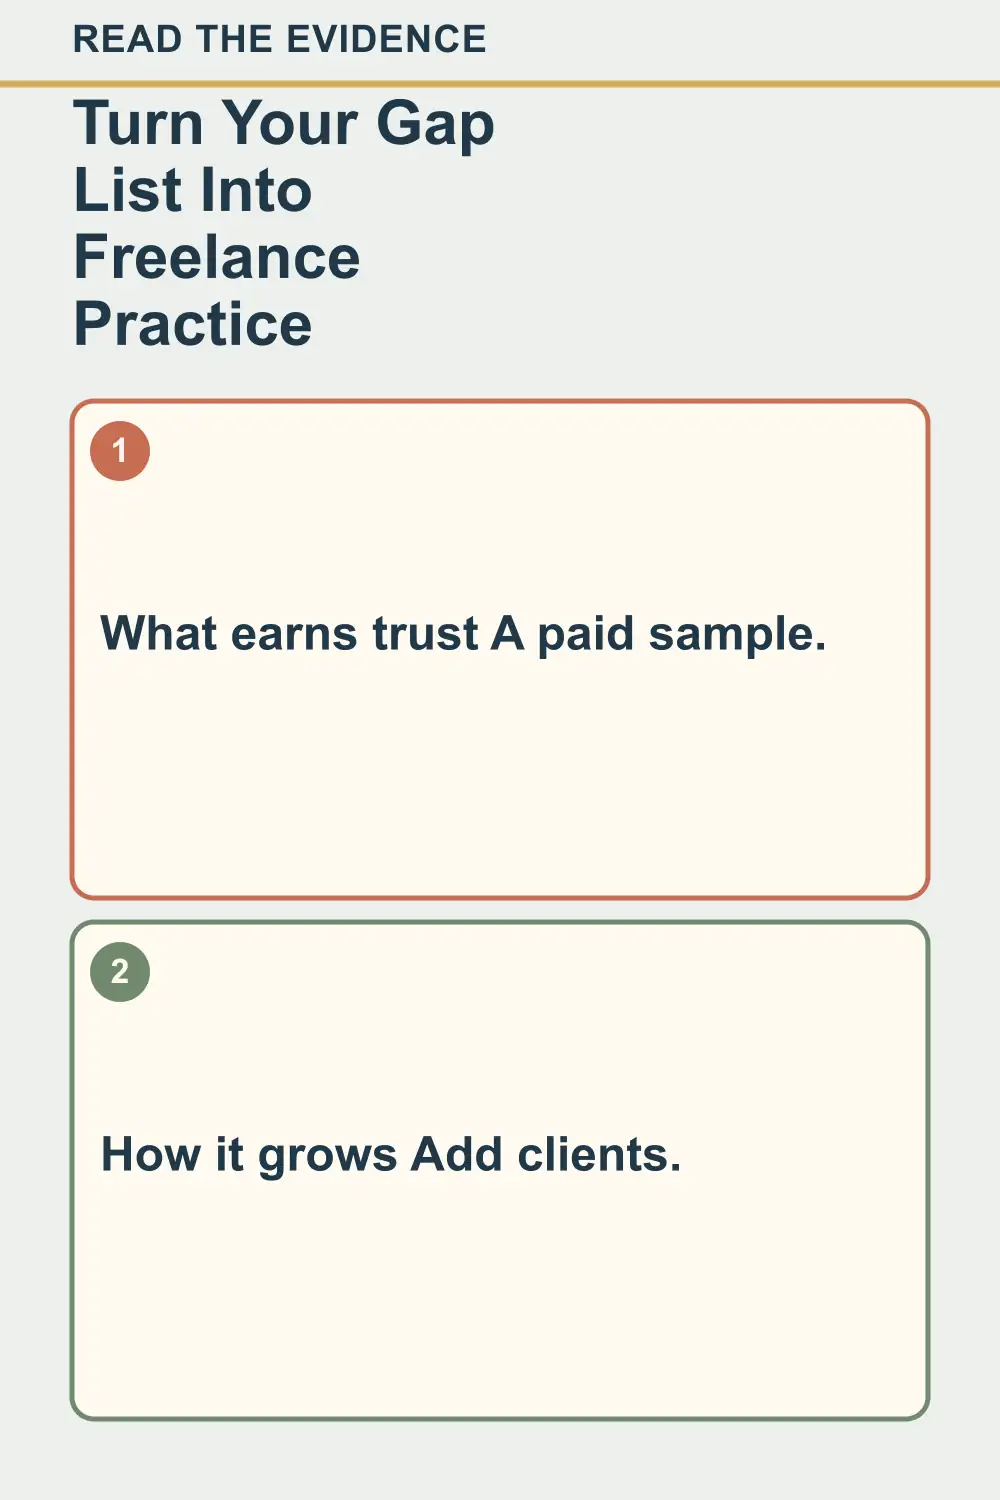 READ THE EVIDENCE
Turn Your Gap
List Into
Freelance
Practice
1
What earns trust A paid sample.
2
How it grows Add clients.